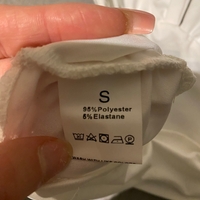 S
95% Polyester
5% Elastane